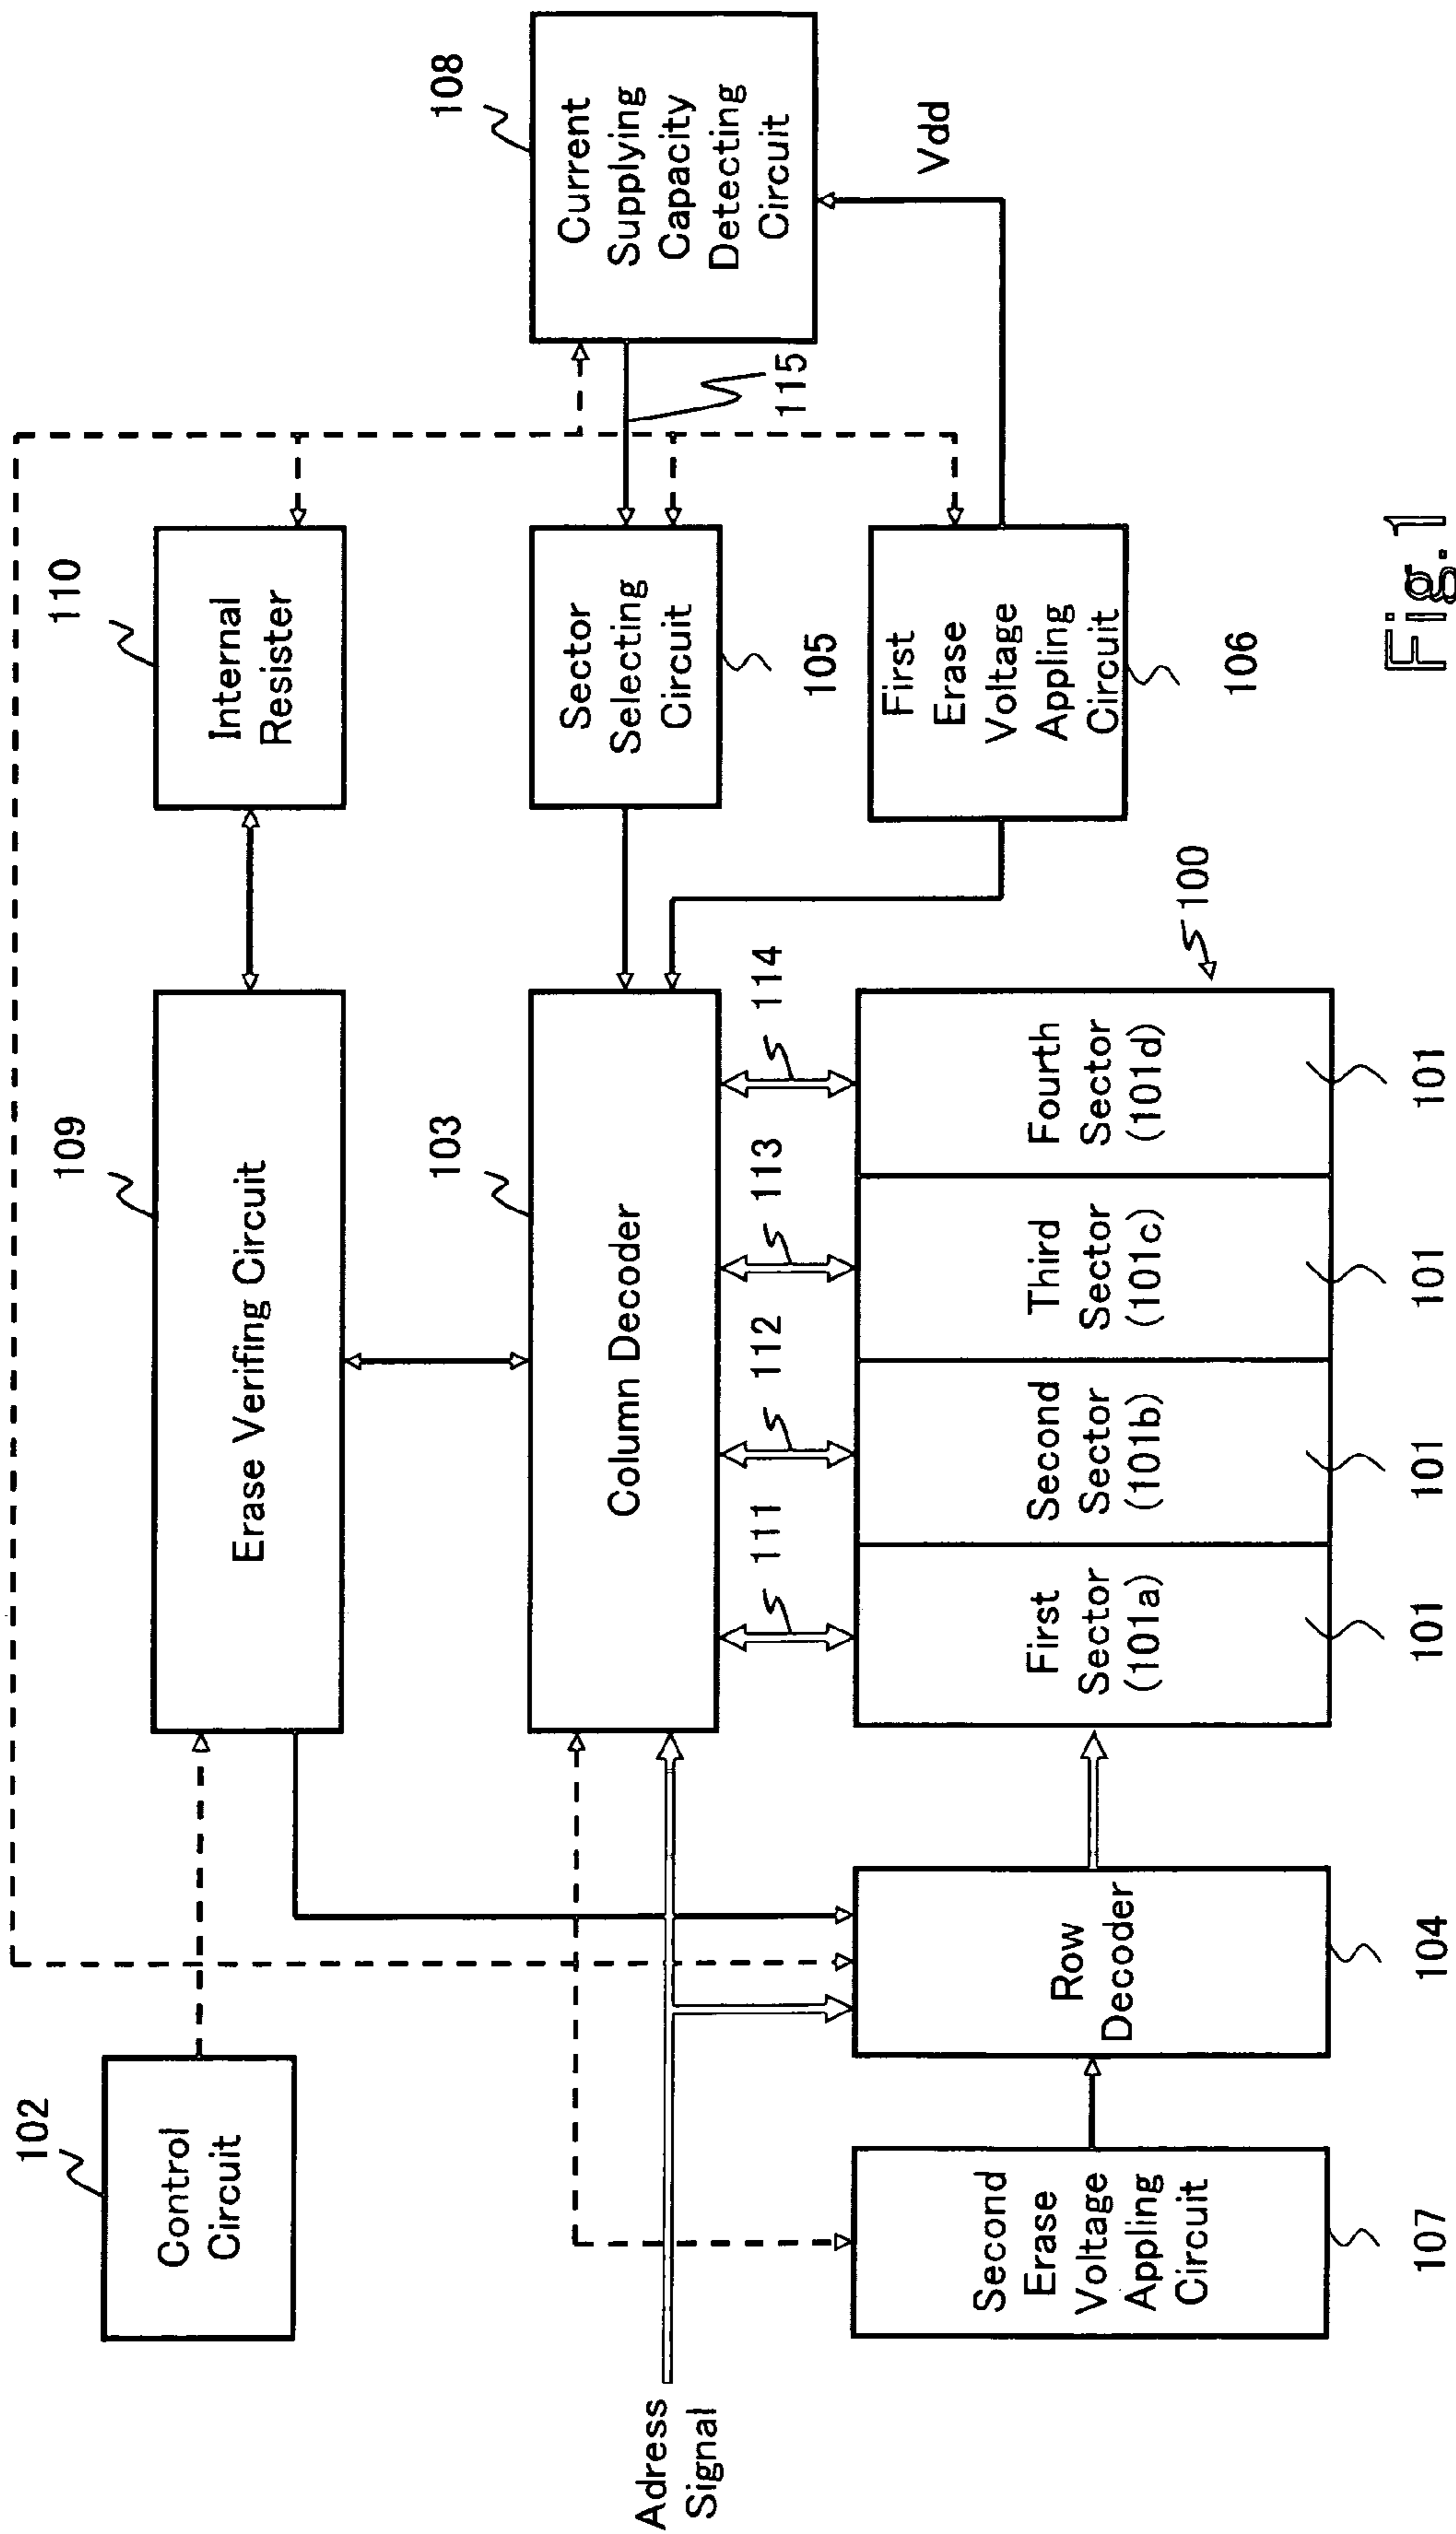 102
Control
Circuit
109
Erase Verifing Circuit
110
Internal
Resister
Adress
Signal
103
Column Decoder
Sector
Selecting
Circuit
105
108
Current
Supplying
Capacity
Detecting
Circuit
115
Vdd
111
112
113
114
Second
Erase
Voltage
Appling
Circuit
107
Row
Decoder
104
First
Sector
(101a)
101
Second
Sector
(101b)
101
Third
Sector
(101c)
101
Fourth
Sector
(101d)
101
100
First
Erase
Voltage
Appling
Circuit
106
Fig.1